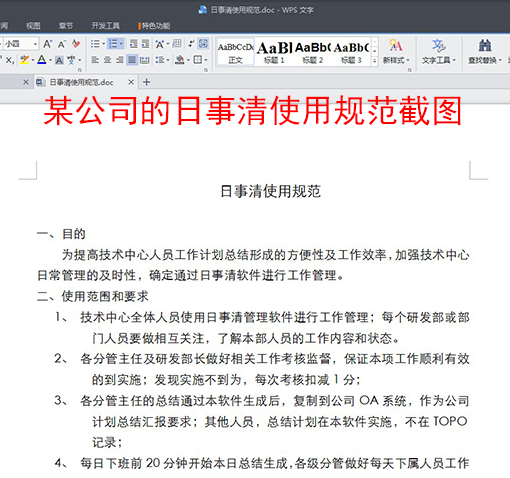 日事清使用规范.doc - WPS 文字
视图 章节 开发工具 特色功能
小四
AaBbCcDd AaBl AaBb( AaBbC
正文 标题 1 标题 2 标题 3 新样式 文字工具 查找替换
日事清使用规范.doc
某公司的日事清使用规范截图
日事清使用规范
一、目的
为提高技术中心人员工作计划总结形成的方便性及工作效率，加强技术中心
日常管理的及时性，确定通过日事清软件进行工作管理。
二、使用范围和要求
1、 技术中心全体人员使用日事清管理软件进行工作管理；每个研发部或部
门人员要做相互关注，了解本部人员的工作内容和状态。
2、 各分管主任及研发部长做好相关工作考核监督，保证本项工作顺利有效
的到实施；发现实施不到为，每次考核扣减 1 分；
3、 各分管主任的总结通过本软件生成后，复制到公司 OA 系统，作为公司
计划总结汇报要求；其他人员，总结计划在本软件实施，不在 TOPO
记录；
4、 每日下班前 20 分钟开始本日总结生成，各级分管做好每天下属人员工作